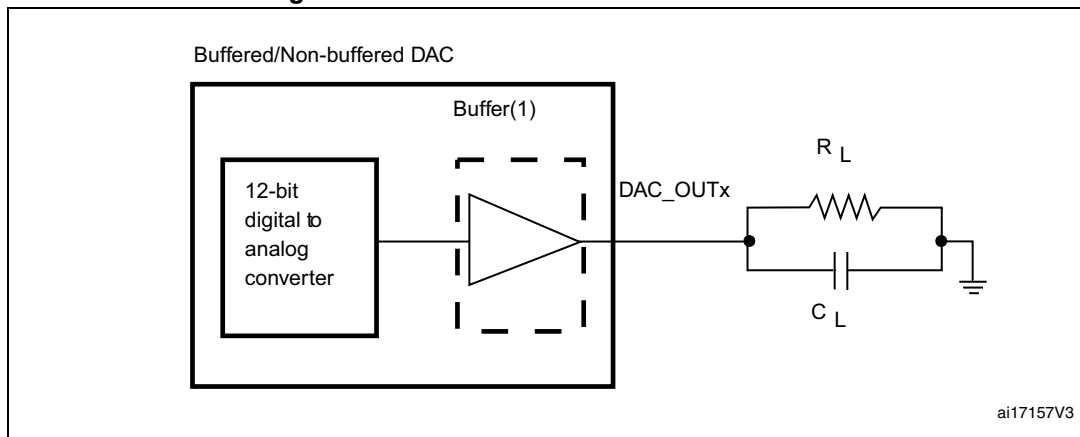 Buffered/Non-buffered DAC
Buffer(1)
12-bit
digital to
analog
converter
DAC_OUTx
R L
C L
ai17157V3